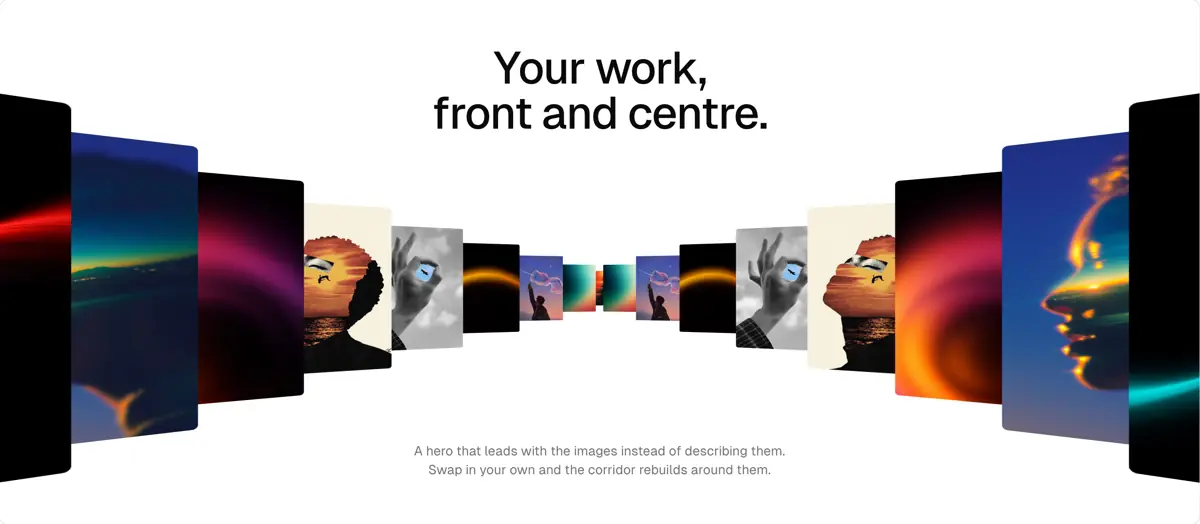 Your work,
front and centre.
A hero that leads with the images instead of describing them.
Swap in your own and the corridor rebuilds around them.